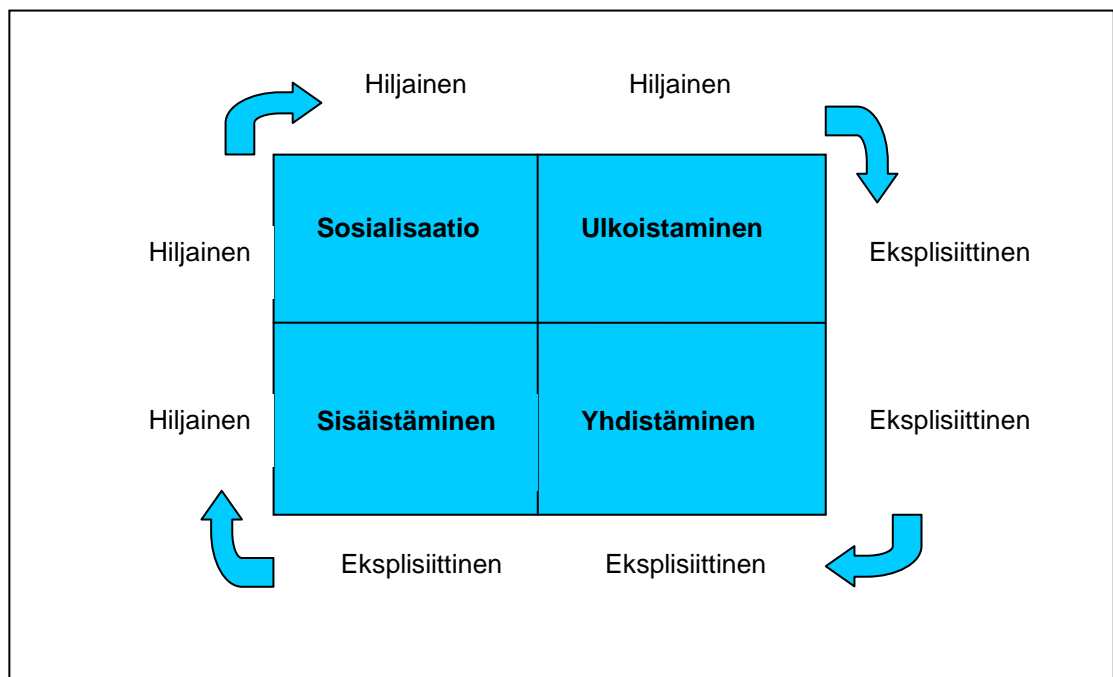 Hiljainen Hiljainen
Sosialisaatio Ulkoistaminen
Hiljainen Eksplisiittinen
Hiljainen Sisäistäminen Yhdistäminen Eksplisiittinen
Eksplisiittinen Eksplisiittinen